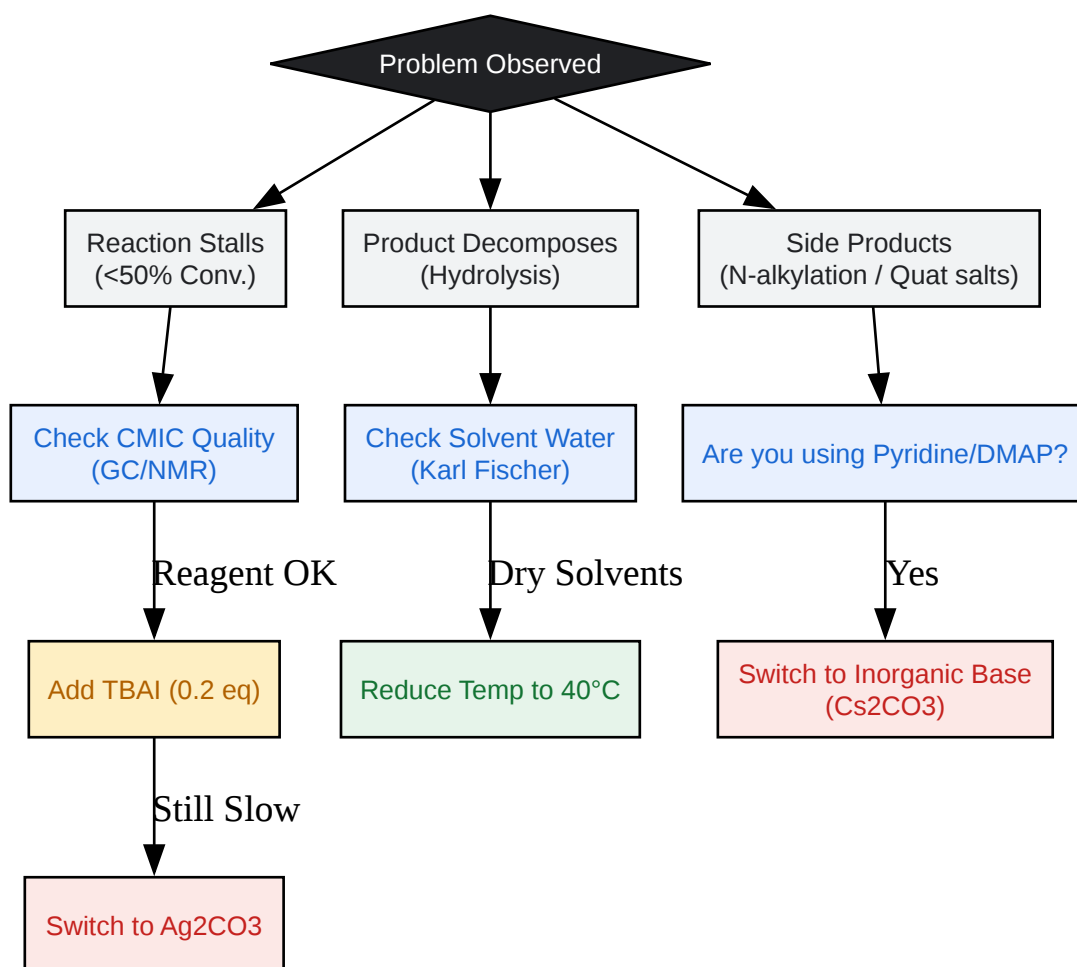 Problem Observed
Reaction Stalls
(<50% Conv.)
Product Decomposes
(Hydrolysis)
Side Products
(N-alkylation / Quat salts)
Check CMIC Quality
(GC/NMR)
Check Solvent Water
(Karl Fischer)
Are you using Pyridine/DMAP?
Reagent OK
Dry Solvents
Yes
Add TBAI (0.2 eq)
Reduce Temp to 40°C
Switch to Inorganic Base
(Cs2CO3)
Still Slow
Switch to Ag2CO3